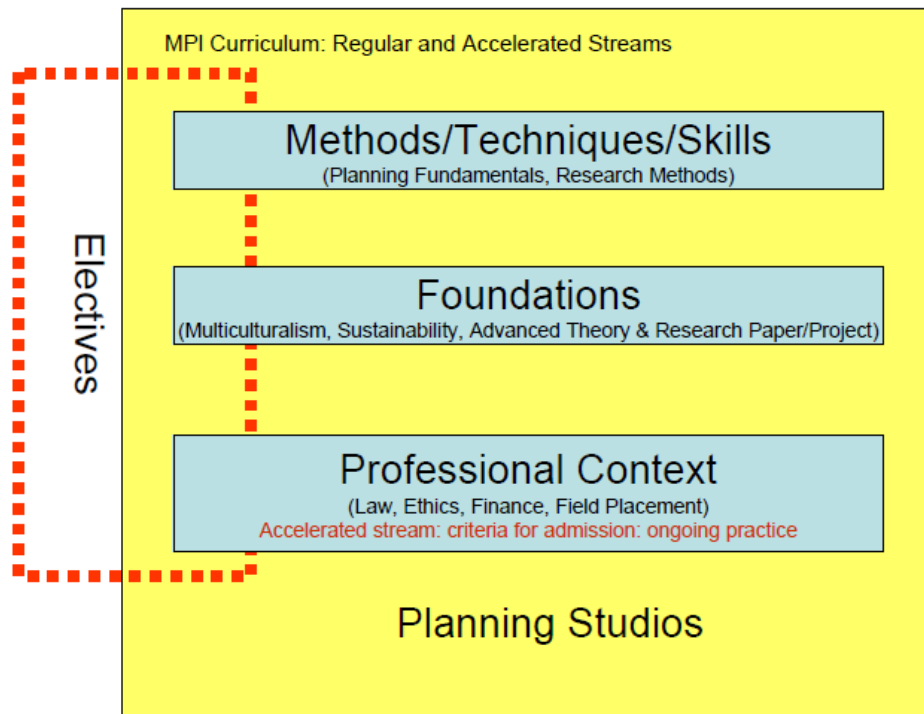 MPI Curriculum: Regular and Accelerated Streams
Methods/Techniques/Skills
(Planning Fundamentals, Research Methods)
Electives
Foundations
(Multiculturalism, Sustainability, Advanced Theory & Research Paper/Project)
Professional Context
(Law, Ethics, Finance, Field Placement)
Accelerated stream: criteria for admission: ongoing practice
Planning Studios